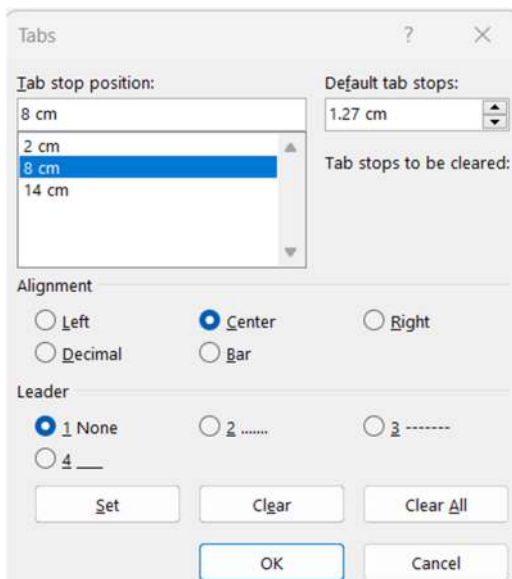 Tabs ?
Tab stop position: Default tab stops:
8 cm 1.27 cm
2 cm Tab stops to be cleared:
8 cm
14 cm
Alignment
Left Center Right
Decimal Bar
Leader
1 None 2 ....... 3 -------
4 ___
Set Clear Clear All
OK Cancel